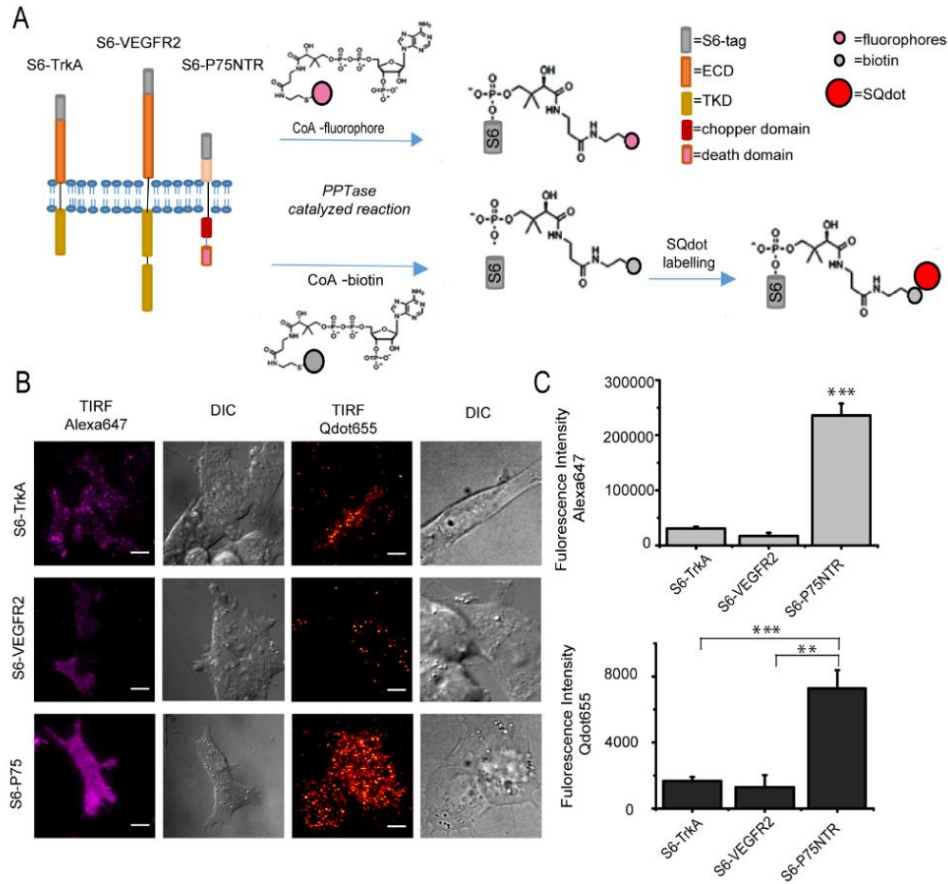 A
S6-TrkA
S6-VEGFR2
S6-P75NTR
CoA -fluorophore
PPTase
catalyzed reaction
CoA -biotin
SQdot
labelling
S6
S6
S6
=S6-tag
=ECD
=TKD
=chopper domain
=death domain
=fluorophores
=biotin
=SQdot
B
TIRF
Alexa647
DIC
TIRF
Qdot655
DIC
S6-TrkA
S6-VEGFR2
S6-P75
C
Fulorescence Intensity
Alexa647
300000
200000
100000
0
***
S6-TrkA
S6-VEGFR2
S6-P75NTR
Fulorescence Intensity
Qdot655
8000
4000
0
***
**
S6-TrkA
S6-VEGFR2
S6-P75NTR